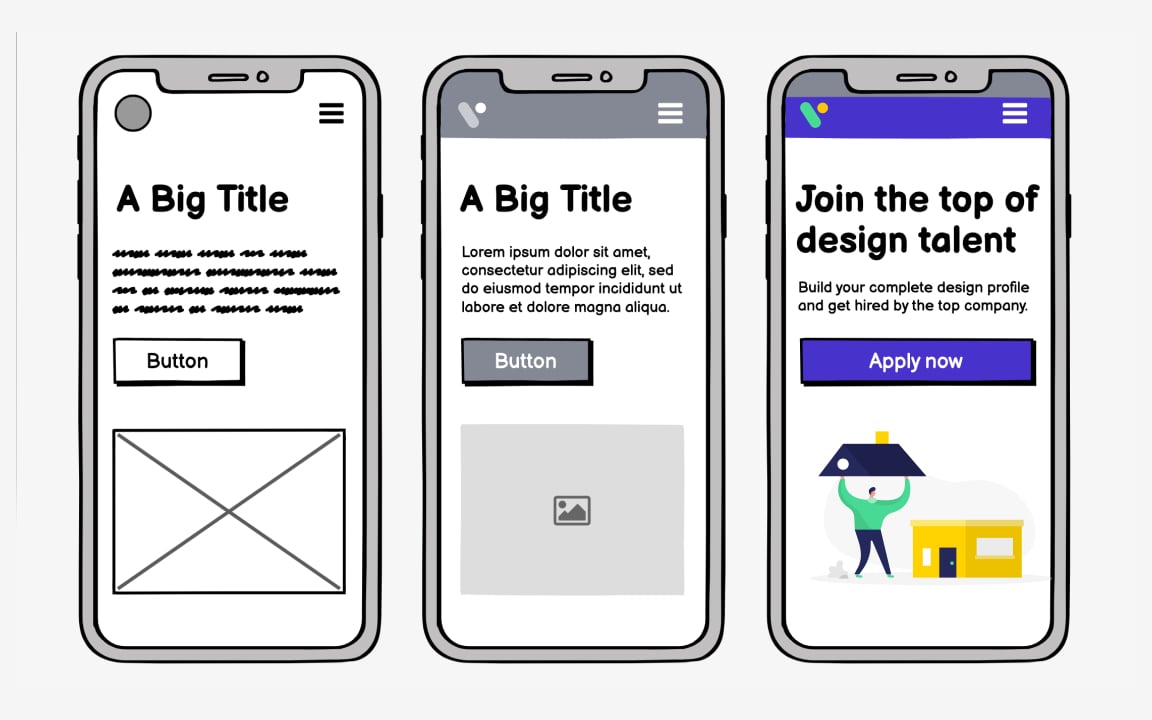 A Big Title
Button
A Big Title
Lorem ipsum dolor sit amet,
consectetur adipiscing elit, sed
do eiusmod tempor incididunt ut
labore et dolore magna aliqua.
Button
Join the top of
design talent
Build your complete design profile
and get hired by the top company.
Apply now